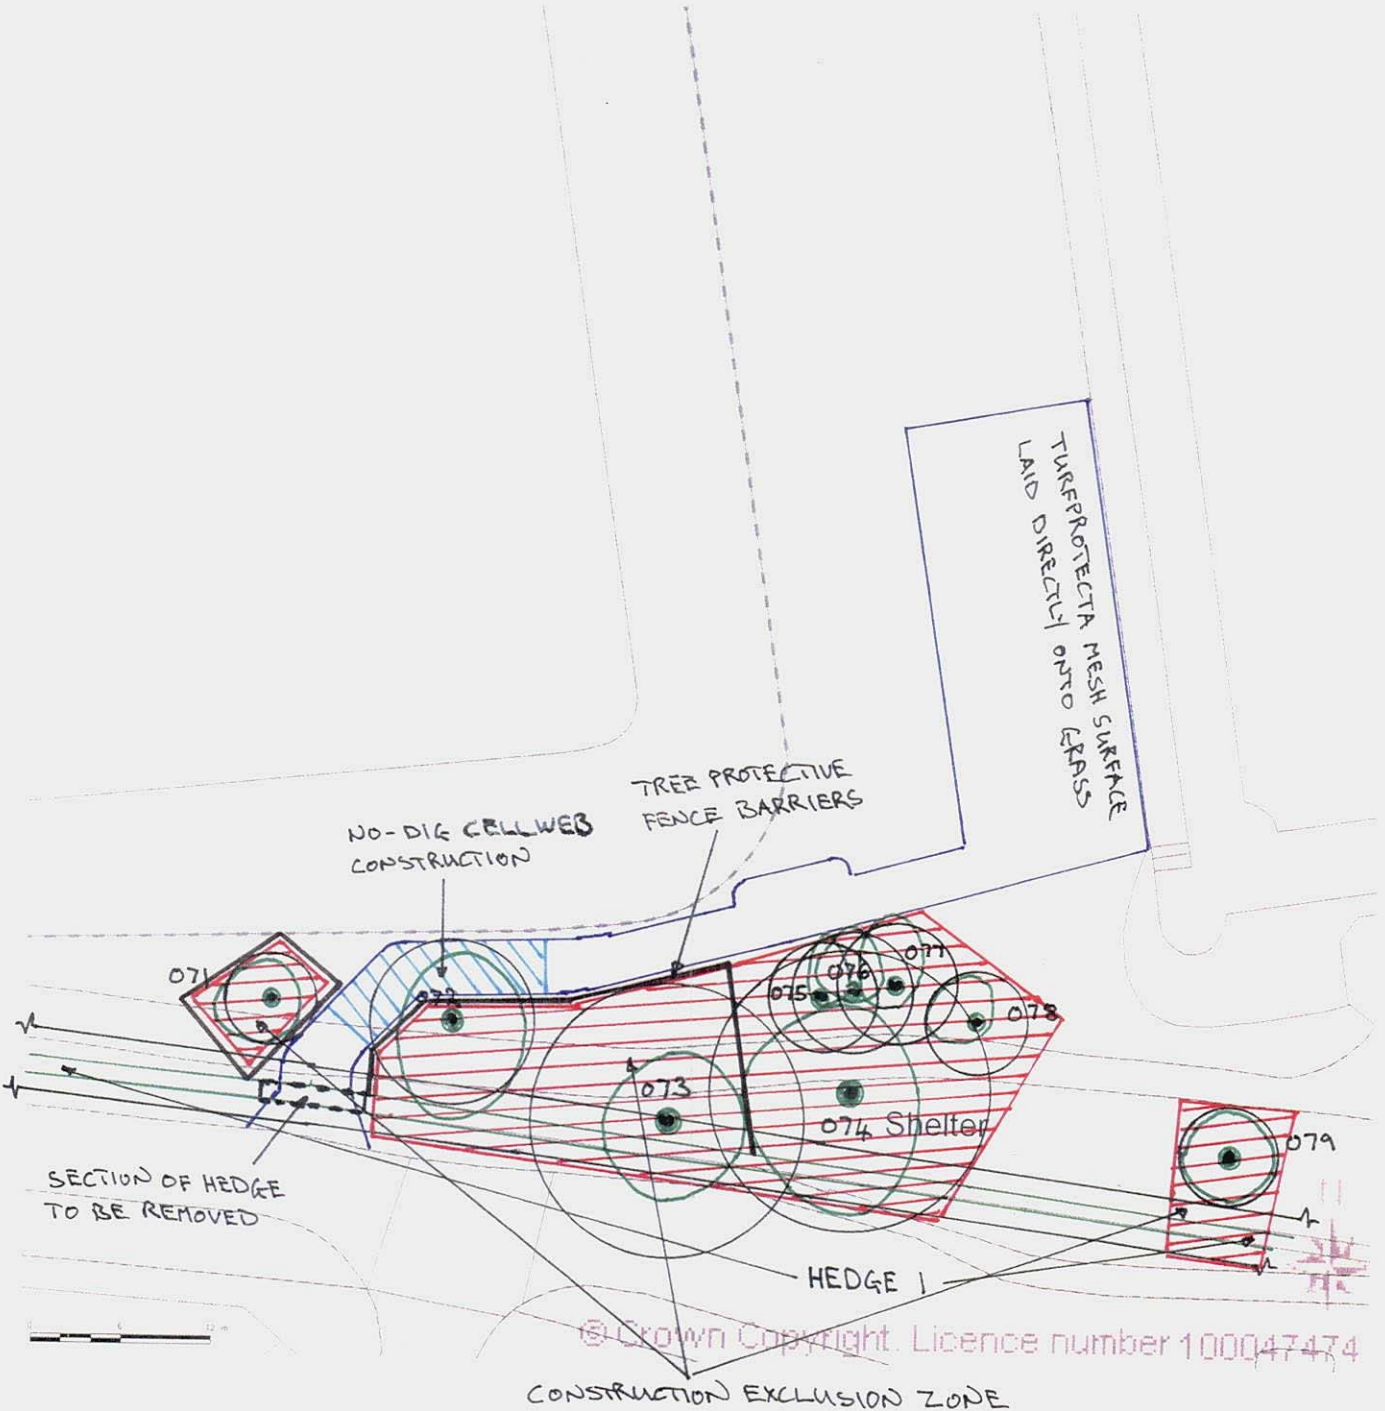 TURFPROTECTA MESH SURFACE
LAID DIRECTLY ONTO GRASS
TREE PROTECTIVE
FENCE BARRIERS
NO-DIG CELLWEB
CONSTRUCTION
071
072
073
074 Shelter
075
076
077
078
079
SECTION OF HEDGE
TO BE REMOVED
HEDGE 1
6
12 m
© Crown Copyright. Licence number 100047474
CONSTRUCTION EXCLUSION ZONE